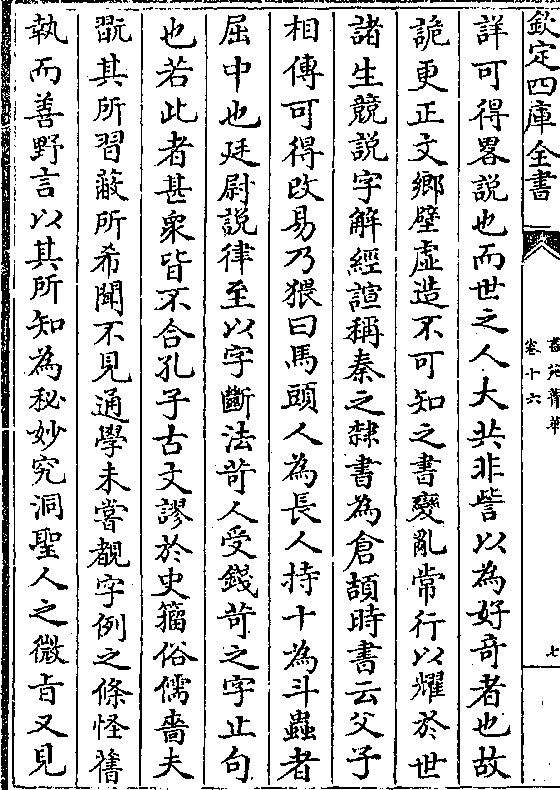 欽定四庫全書
書苑菁華
卷十六
七
詳可得畧說也而世之人大共非訾以為好竒者也故
詭更正文鄉壁虛造不可知之書變亂常行以耀於世
諸生競說字解經諠稱秦之隸書為倉頡時書云父子
相傳可得改易乃猥曰馬頭人為長人持十為斗蟲者
屈中也廷尉說律至以字斷法苛人受錢苛之字止句
也若此者甚衆皆不合孔子古文謬於史籀俗儒嗇夫
翫其所習蔽所希聞不見通學未嘗覩字例之條怪舊
執而善野言以其所知為秘妙究洞聖人之微旨又見